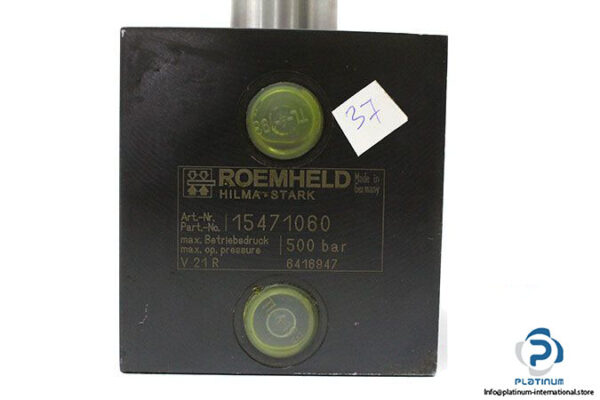 37
ROEMHELD
HILMA-STARK
Made in
Germany
Art.-Nr.
Part.-No. 15471060
max. Betriebsdruck
max. op. pressure 500 bar
V 21 R 6416947
PLATINUM
Info@platinum-international.store